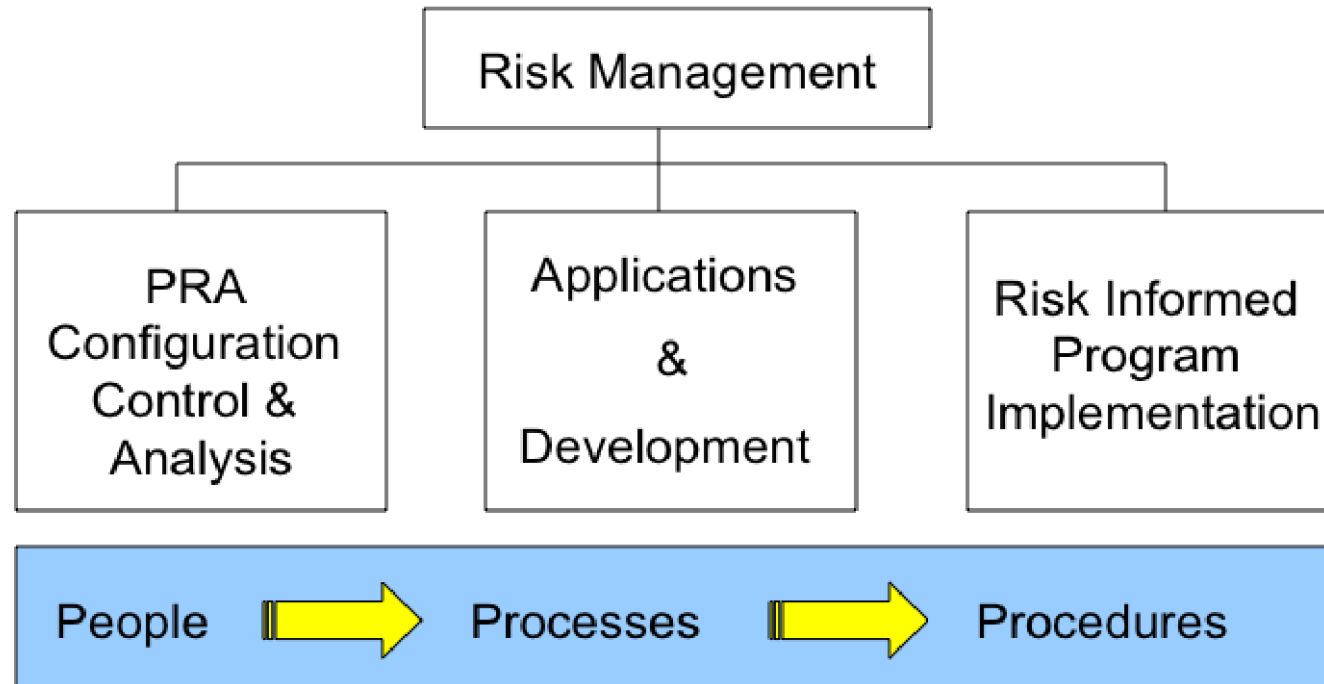 Risk Management
PRA
Configuration
Control &
Analysis
Applications
&
Development
Risk Informed
Program
Implementation
People
Processes
Procedures